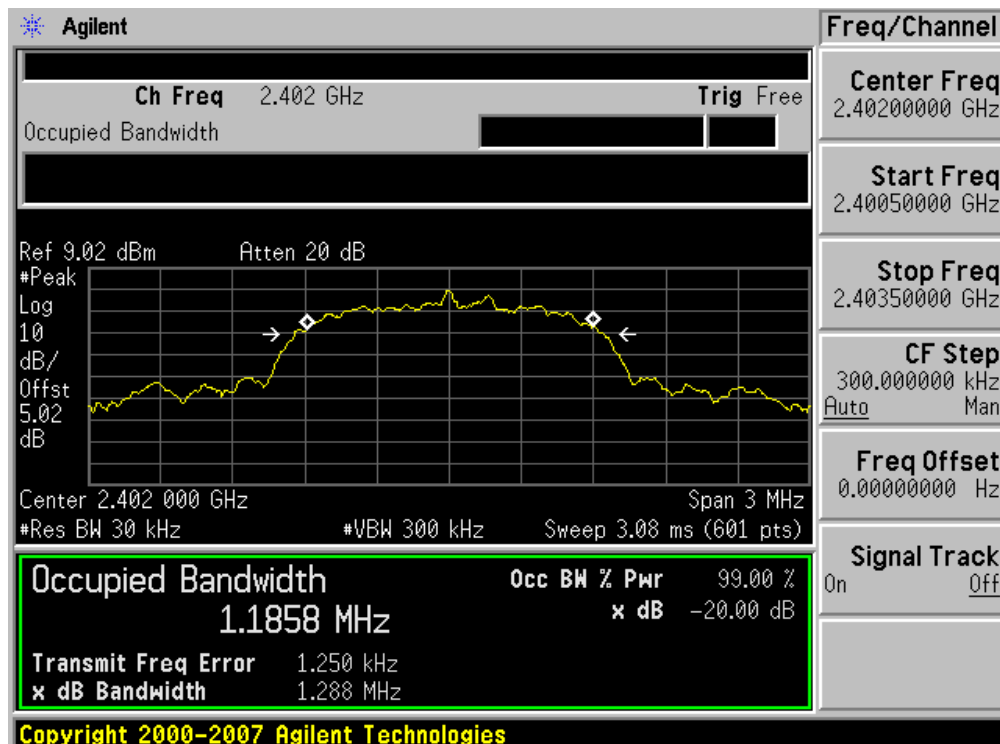 Agilent
Freq/Channel
Ch Freq 2.402 GHz Trig Free
Occupied Bandwidth
Center Freq
2.40200000 GHz
Start Freq
2.40050000 GHz
Stop Freq
2.40350000 GHz
CF Step
300.000000 kHz
Auto Man
Freq Offset
0.00000000 Hz
Signal Track
On Off
Ref 9.02 dBm Atten 20 dB
#Peak
Log
10
dB/
Offst
5.02
dB
Center 2.402 000 GHz Span 3 MHz
#Res BW 30 kHz #VBW 300 kHz Sweep 3.08 ms (601 pts)
Occupied Bandwidth
1.1858 MHz
Occ BW % Pwr 99.00 %
x dB -20.00 dB
Transmit Freq Error 1.250 kHz
x dB Bandwidth 1.288 MHz
Copyright 2000-2007 Agilent Technologies